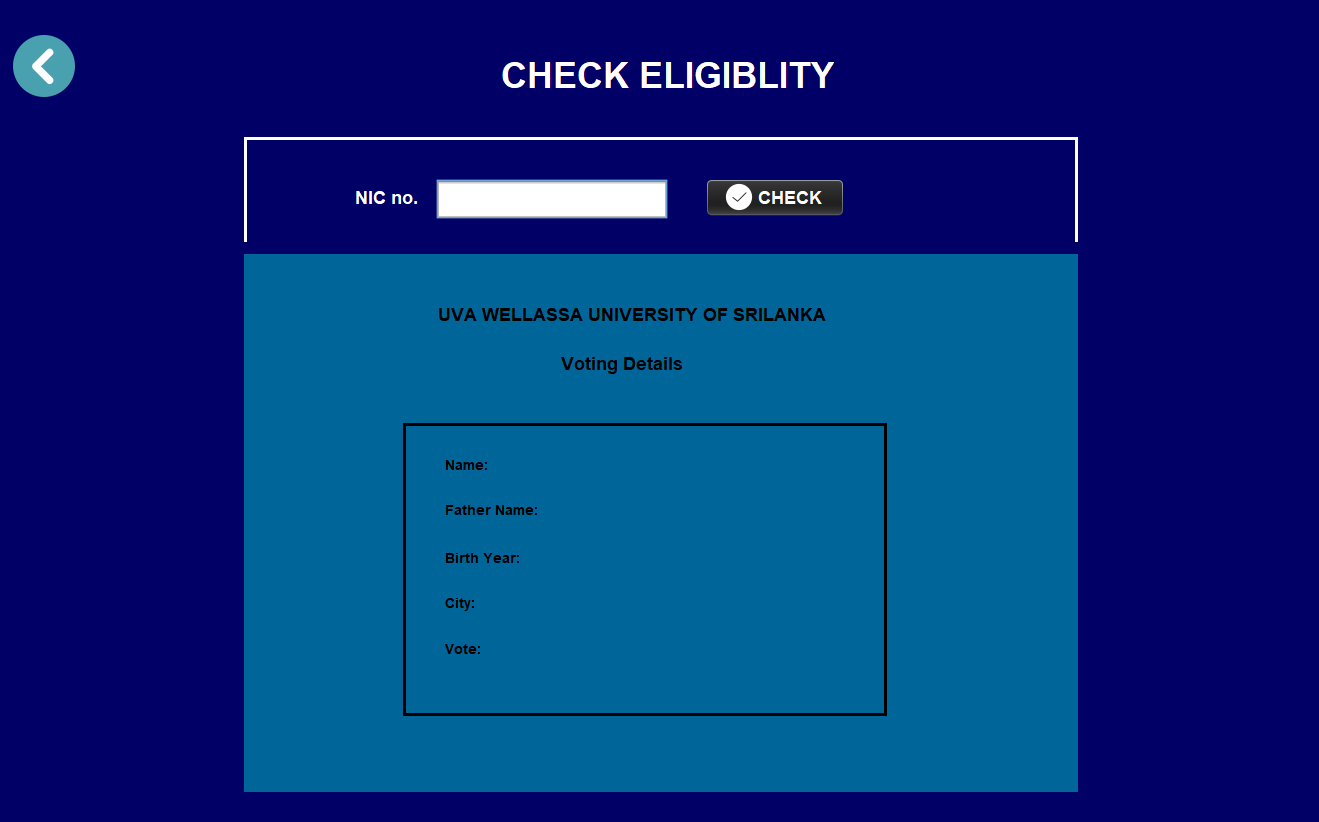 CHECK ELIGIBLITY
NIC no.
CHECK
UVA WELLASSA UNIVERSITY OF SRILANKA
Voting Details
Name:
Father Name:
Birth Year:
City:
Vote: